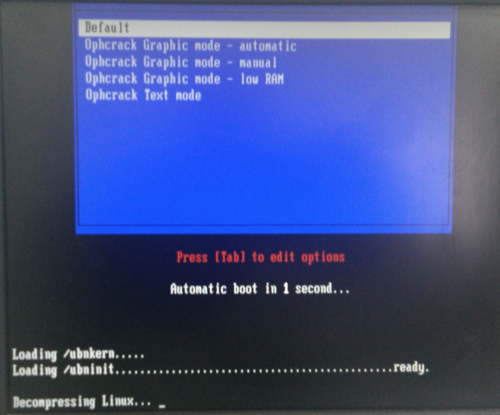 Default
Ophcrack Graphic mode - automatic
Ophcrack Graphic mode - manual
Ophcrack Graphic mode - low RAM
Ophcrack Text mode
Press [Tab] to edit options
Automatic boot in 1 second...
Loading /ubnkern.....
Loading /ubninit............................................ready.
Decompressing Linux... _